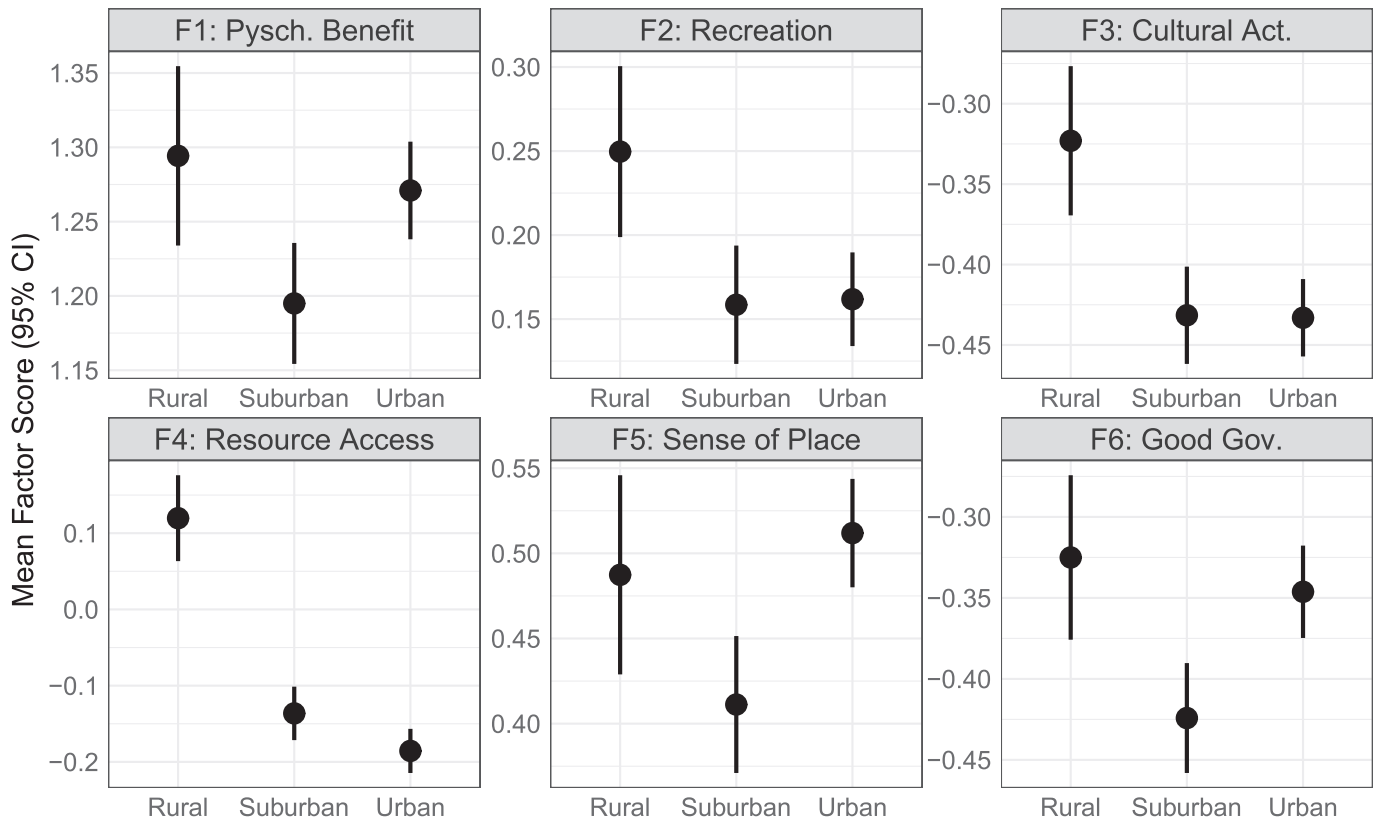 Mean Factor Score (95% CI)
F1: Pysch. Benefit
1.35
1.30
1.25
1.20
1.15
Rural Suburban Urban
F2: Recreation
0.30
0.25
0.20
0.15
Rural Suburban Urban
F3: Cultural Act.
−0.30
−0.35
−0.40
−0.45
Rural Suburban Urban
F4: Resource Access
0.1
0.0
−0.1
−0.2
Rural Suburban Urban
F5: Sense of Place
0.55
0.50
0.45
0.40
Rural Suburban Urban
F6: Good Gov.
−0.30
−0.35
−0.40
−0.45
Rural Suburban Urban